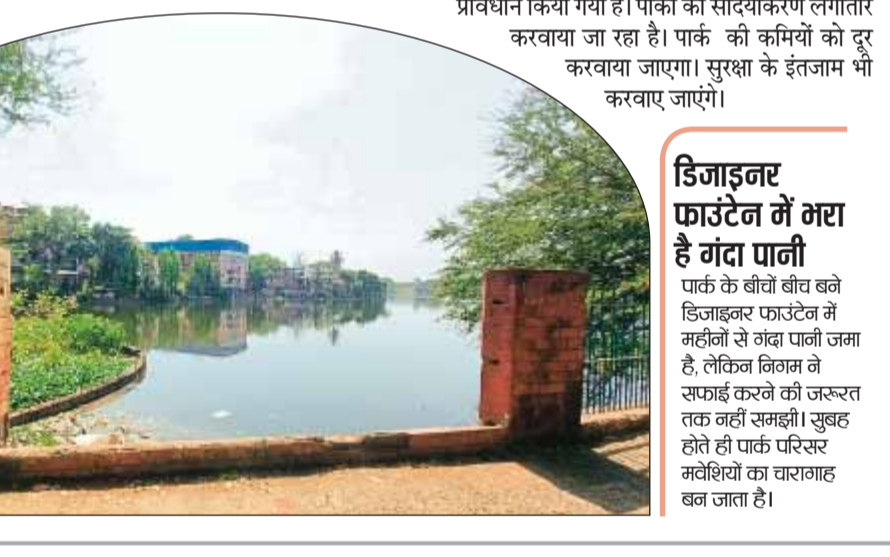 प्रावधान किया गया है। पार्कों का सौंदर्यीकरण लगातार
करवाया जा रहा है। पार्क की कमियों को दूर
करवाया जाएगा। सुरक्षा के इंतजाम भी
करवाए जाएंगे।
डिजाइनर
फाउंटेन में भरा
है गंदा पानी
पार्क के बीचों बीच बने
डिजाइनर फाउंटेन में
महीनों से गंदा पानी जमा
है, लेकिन निगम ने
सफाई करने की जरूरत
तक नहीं समझी। सुबह
होते ही पार्क परिसर
मवेशियों का चारागाह
बन जाता है।